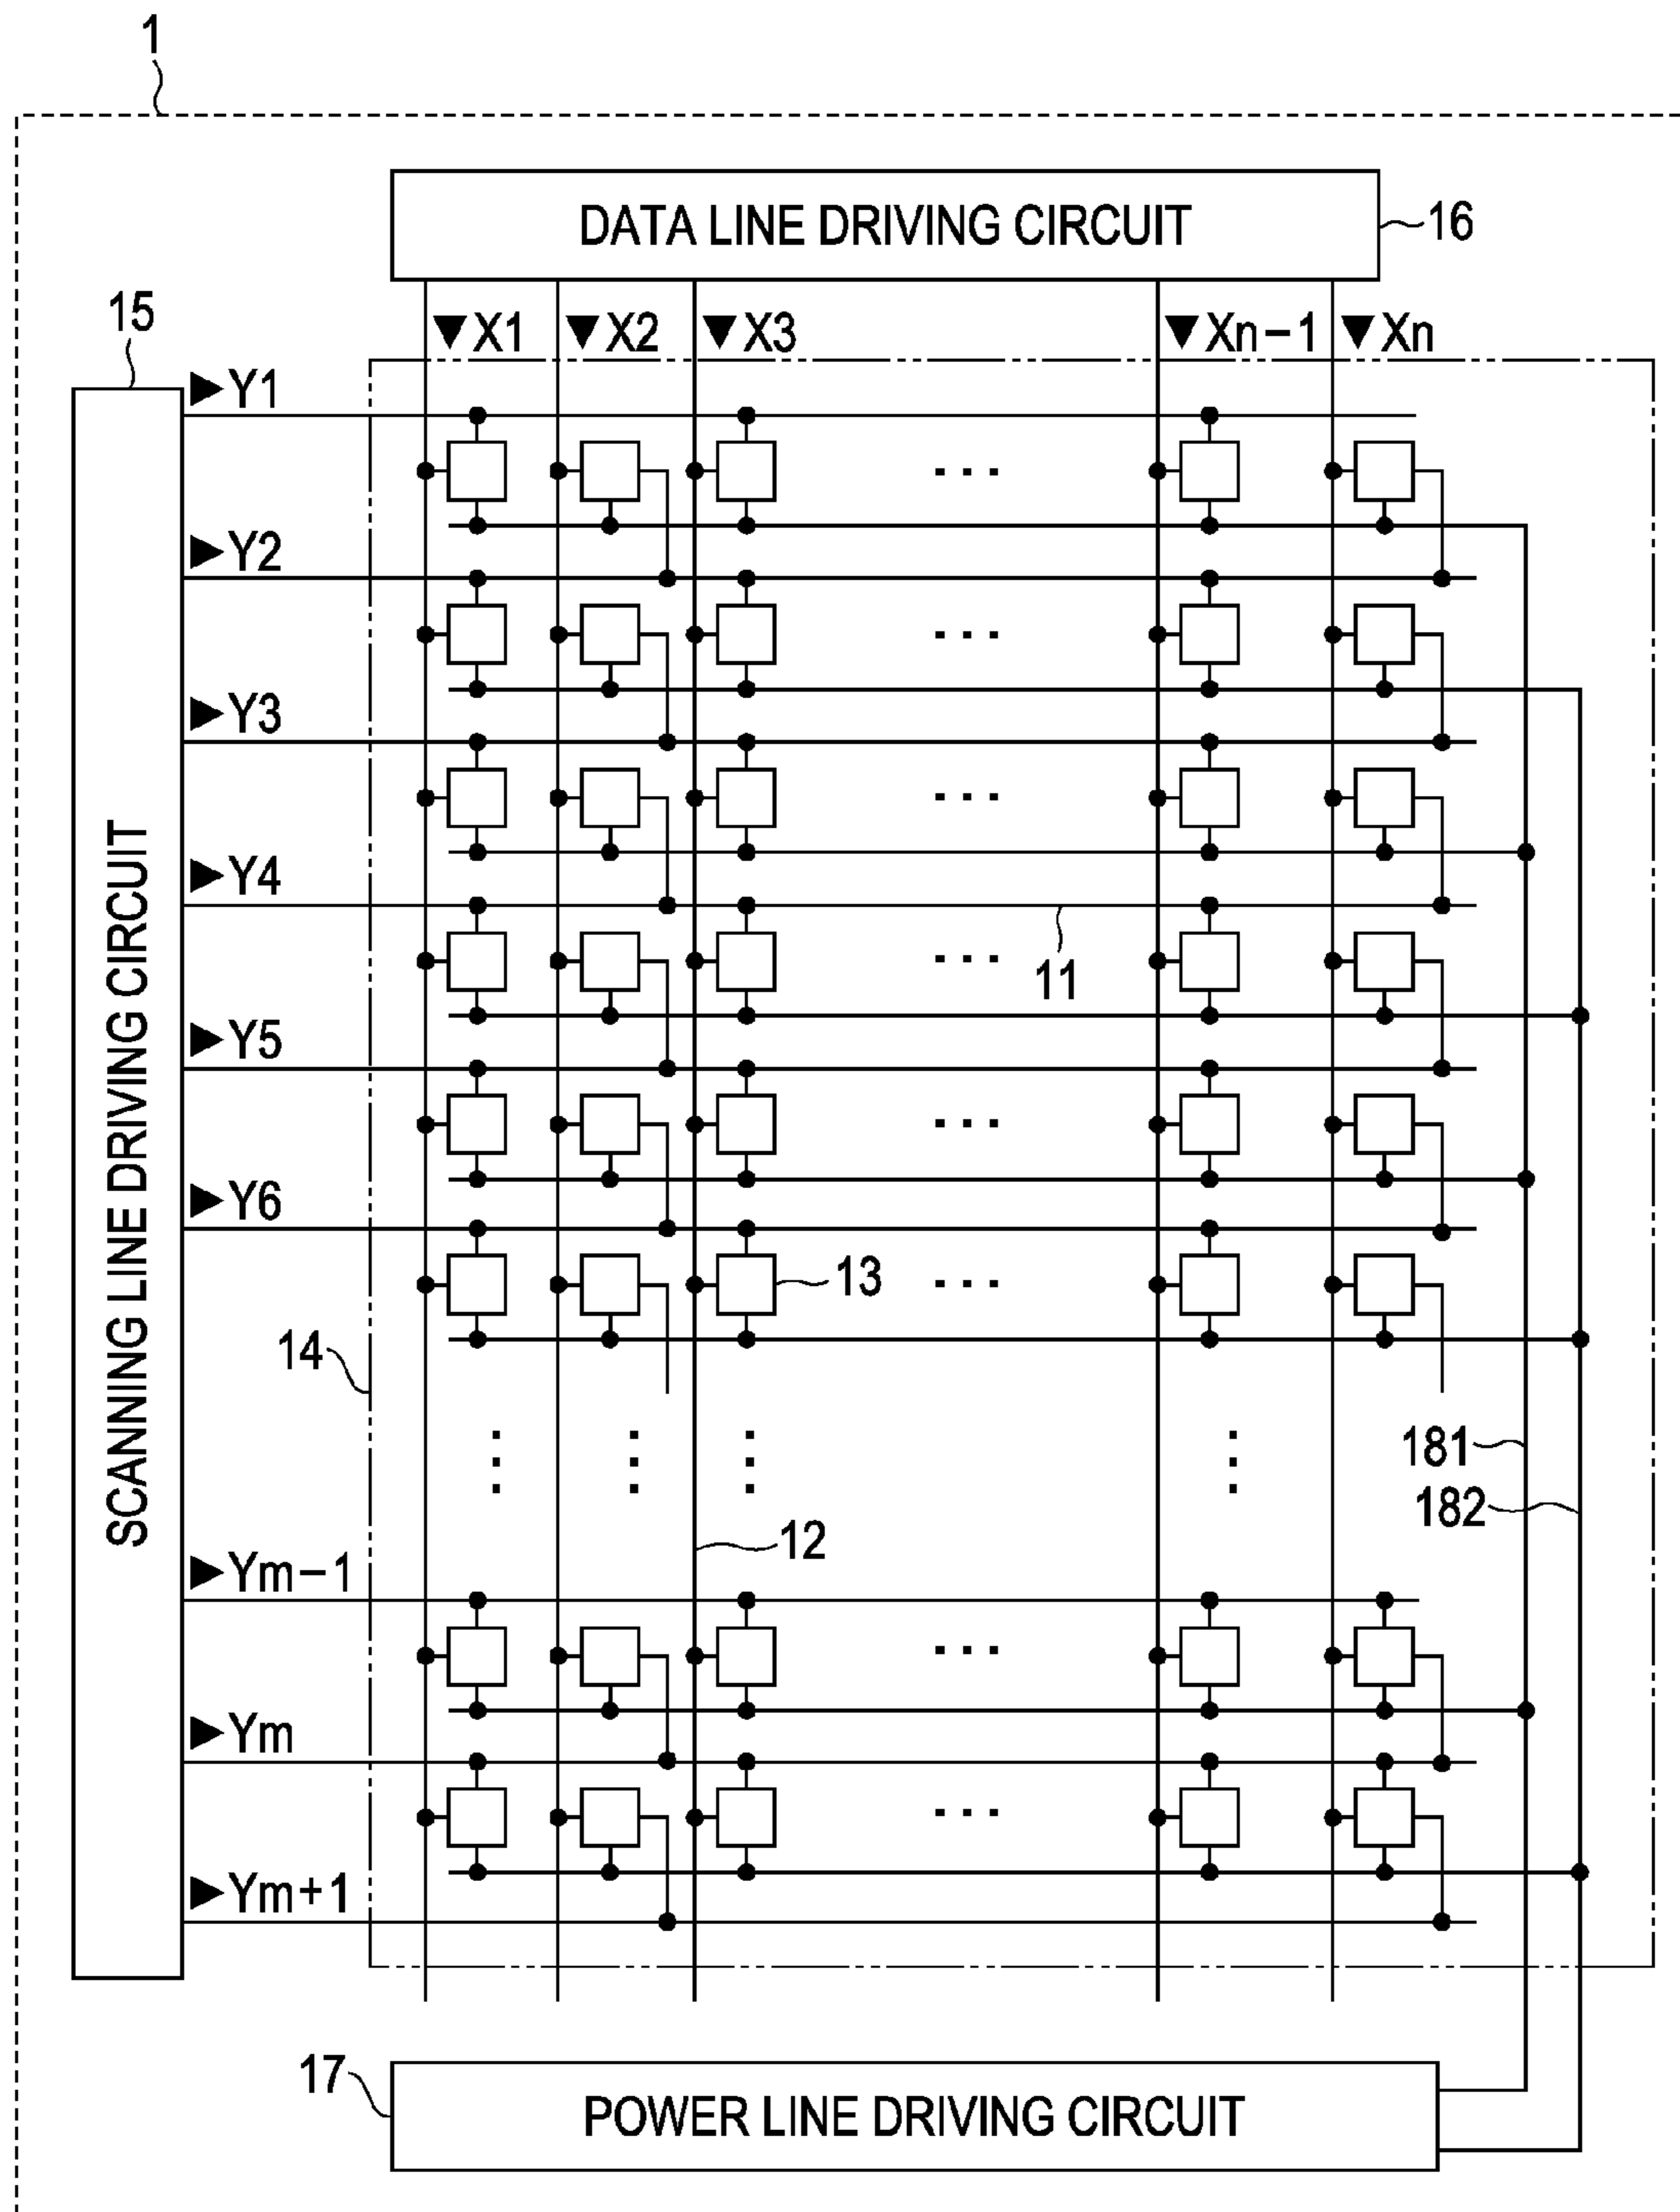 1
DATA LINE DRIVING CIRCUIT
16
15
▼X1 ▼X2 ▼X3 ▼Xn-1 ▼Xn
▶Y1
▶Y2
▶Y3
▶Y4
11
▶Y5
▶Y6
13
14
181
182
12
SCANNING LINE DRIVING CIRCUIT
▶Ym-1
▶Ym
▶Ym+1
17
POWER LINE DRIVING CIRCUIT